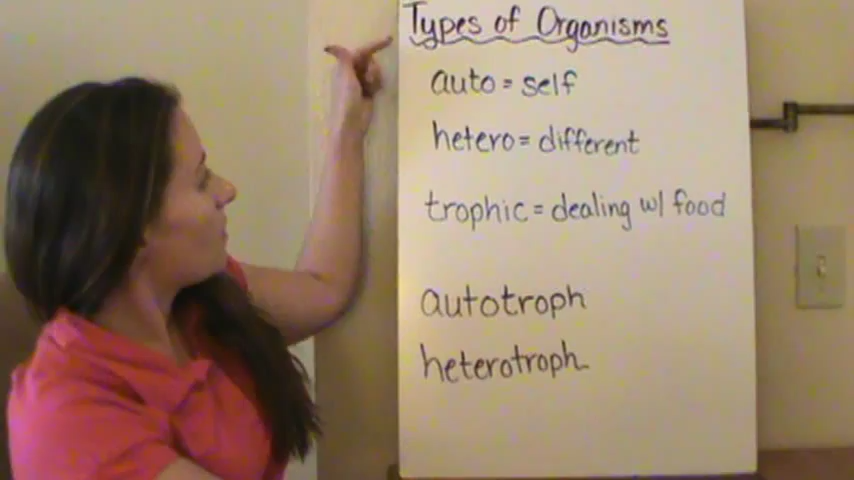 Types of Organisms
auto = self
hetero = different
trophic = dealing w/ food
autotroph
heterotroph